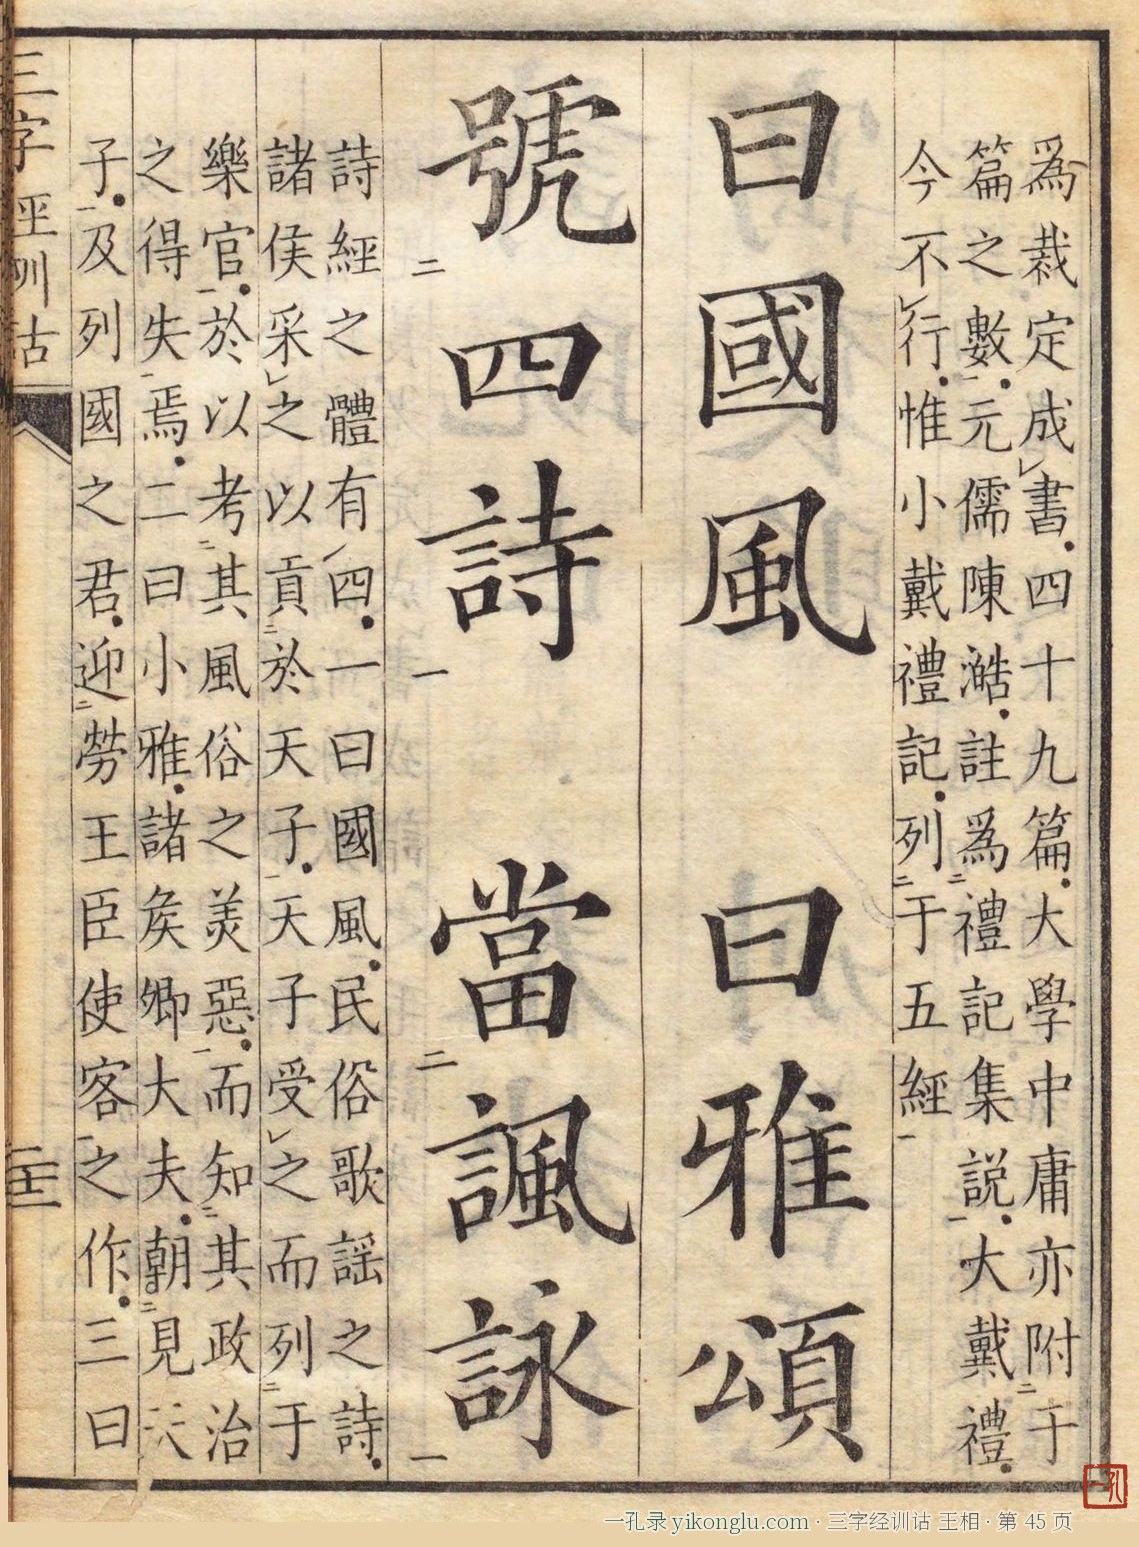 爲裁定成書四十九篇大學中庸亦附于
篇之數元儒陳澔註爲禮記集説大戴禮
今不行惟小戴禮記列于五經
曰國風 曰雅頌
號四詩 當諷詠
詩經之體有四一曰國風民俗歌謡之詩
諸侯采之以貢於天子天子受之而列于
樂官於以考其風俗之美惡而知其政治
之得失焉二曰小雅諸矦卿大夫朝見天
子及列國之君迎勞王臣使客之作三曰
三字經訓詁
二十三
一孔录 yikonglu.com · 三字经训诂 王相 · 第 45 页